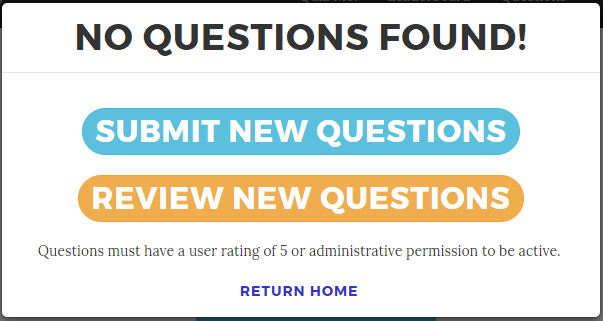 NO QUESTIONS FOUND!
SUBMIT NEW QUESTIONS
REVIEW NEW QUESTIONS
Questions must have a user rating of 5 or administrative permission to be active.
RETURN HOME